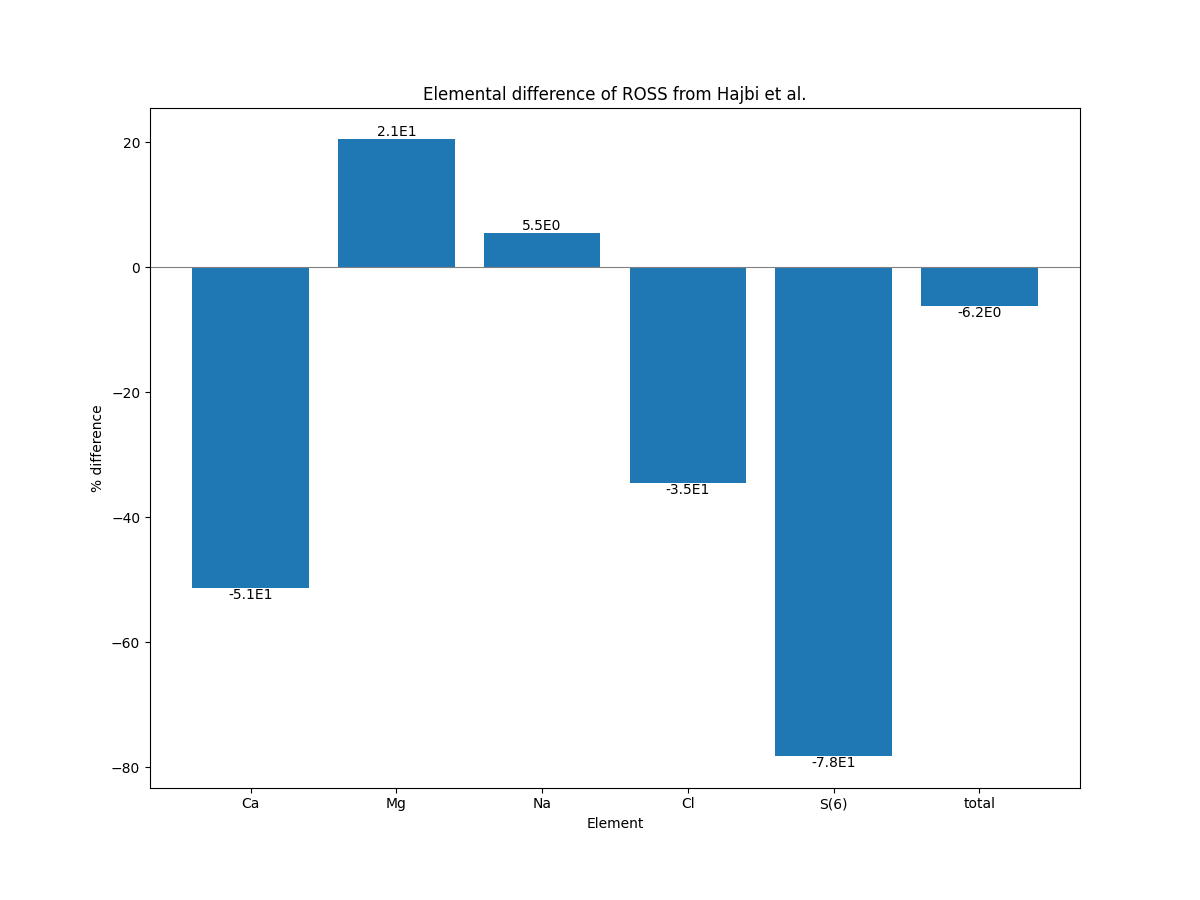 Elemental difference of ROSS from Hajbi et al.
2.1E1
20
5.5E0
0
-6.2E0
−20
% difference
−40
-3.5E1
-5.1E1
−60
-7.8E1
−80
Ca Mg Na Cl S(6) total
Element